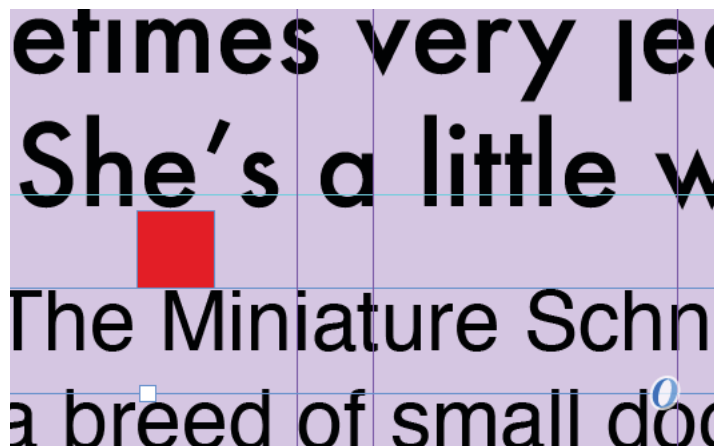 etimes very je
She’s a little w
The Miniature Schn
a breed of small do